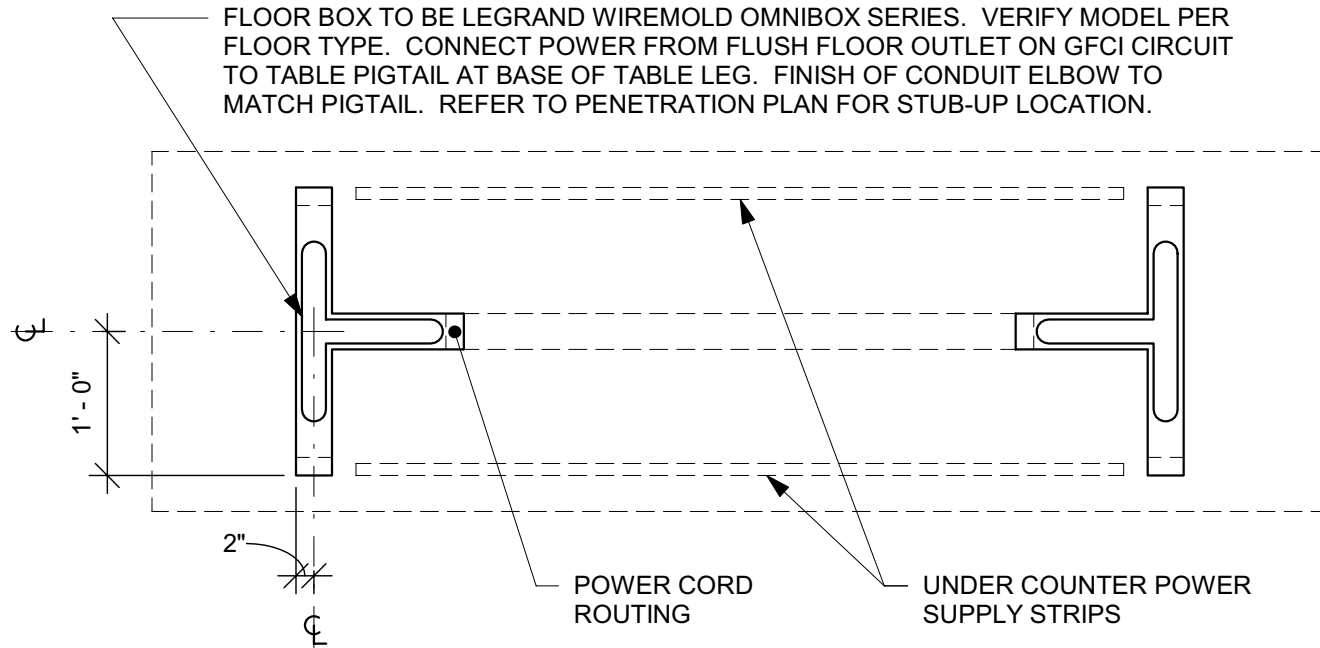 FLOOR BOX TO BE LEGRAND WIREMOLD OMNIBOX SERIES.  VERIFY MODEL PER
FLOOR TYPE.  CONNECT POWER FROM FLUSH FLOOR OUTLET ON GFCI CIRCUIT
TO TABLE PIGTAIL AT BASE OF TABLE LEG.  FINISH OF CONDUIT ELBOW TO
MATCH PIGTAIL.  REFER TO PENETRATION PLAN FOR STUB-UP LOCATION.
℄
1' - 0"
2"
POWER CORD
ROUTING
UNDER COUNTER POWER
SUPPLY STRIPS
℄